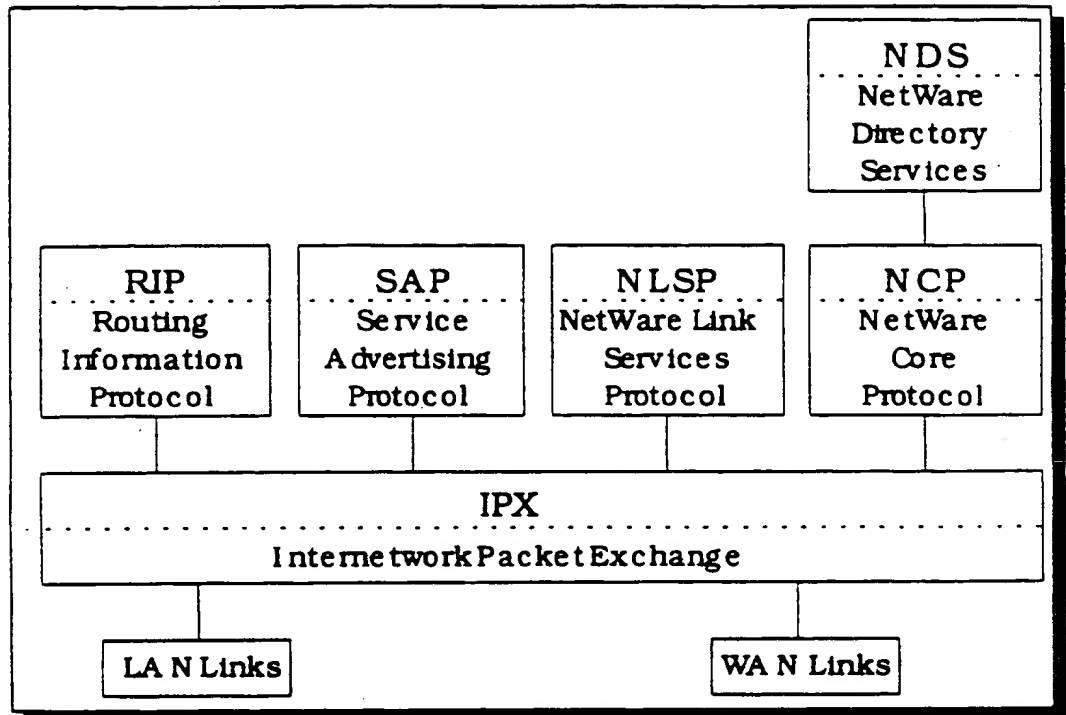 NDS
NetWare
Directory
Services
RIP
Routing
Information
Protocol
SAP
Service
Advertising
Protocol
NLSP
NetWare Link
Services
Protocol
NCP
NetWare
Core
Protocol
IPX
Internetwork Packet Exchange
LAN Links
WAN Links